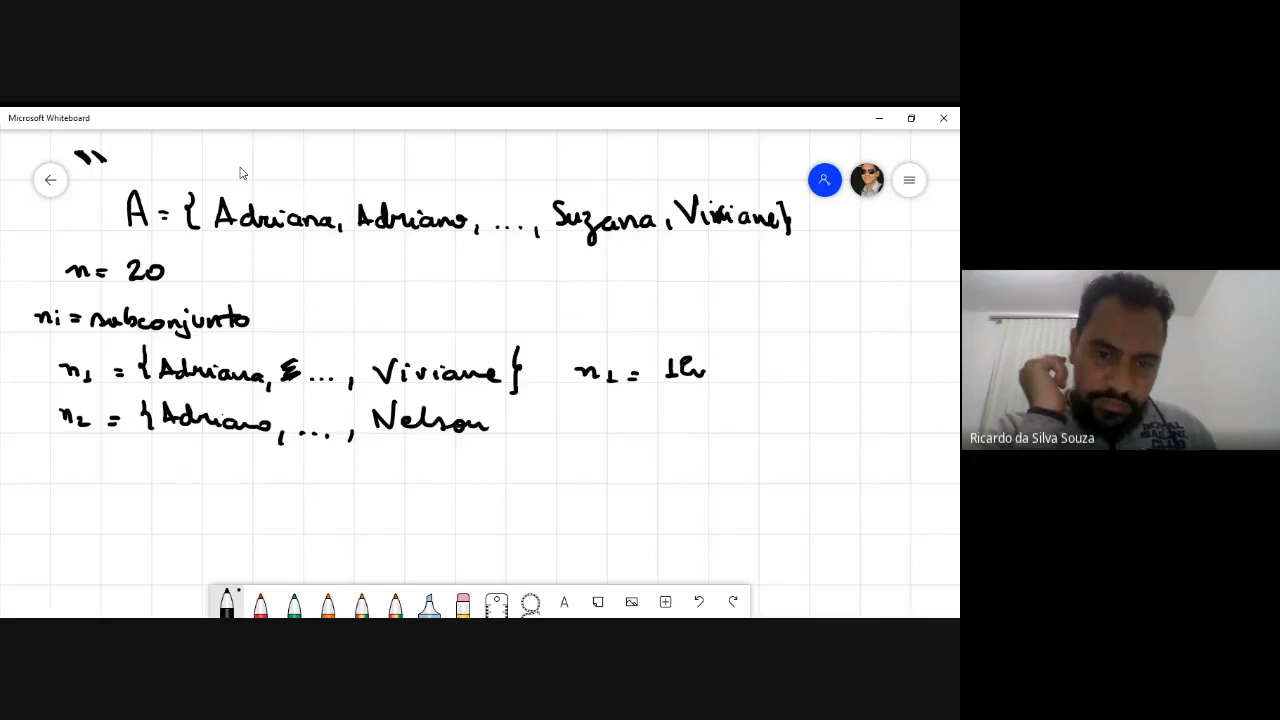 Microsoft Whiteboard
A = { Adriana, Adriano, ..., Suzana, Viviane}
n = 20
ni = subconjunto
n1 = {Adriana, ..., Viviane} n1 =
n2 = {Adriano, ..., Nelson
A
Ricardo da Silva Souza